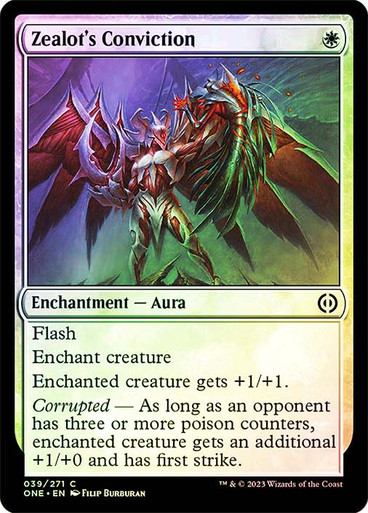 Zealot's Conviction
Enchantment — Aura
Flash
Enchant creature
Enchanted creature gets +1/+1.
Corrupted — As long as an opponent
has three or more poison counters,
enchanted creature gets an additional
+1/+0 and has first strike.
039/271 C
ONE • EN Filip Burburan
™ & © 2023 Wizards of the Coast